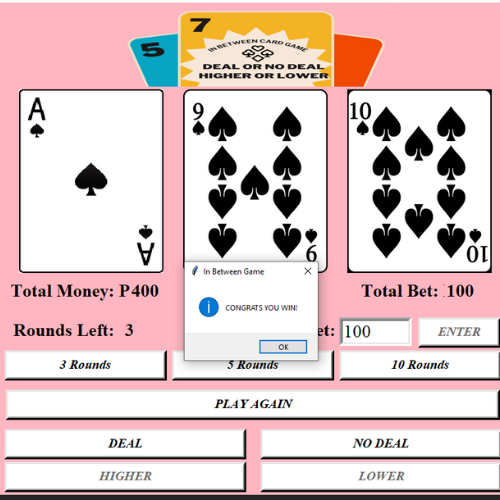 7
5
IN BETWEEN CARD GAME
DEAL OR NO DEAL
HIGHER OR LOWER
A
A
9
9
10
10
Total Money: P400
Total Bet: 100
In Between Game
CONGRATS YOU WIN!
OK
Rounds Left: 3
et: 100 ENTER
3 Rounds 5 Rounds 10 Rounds
PLAY AGAIN
DEAL NO DEAL
HIGHER LOWER